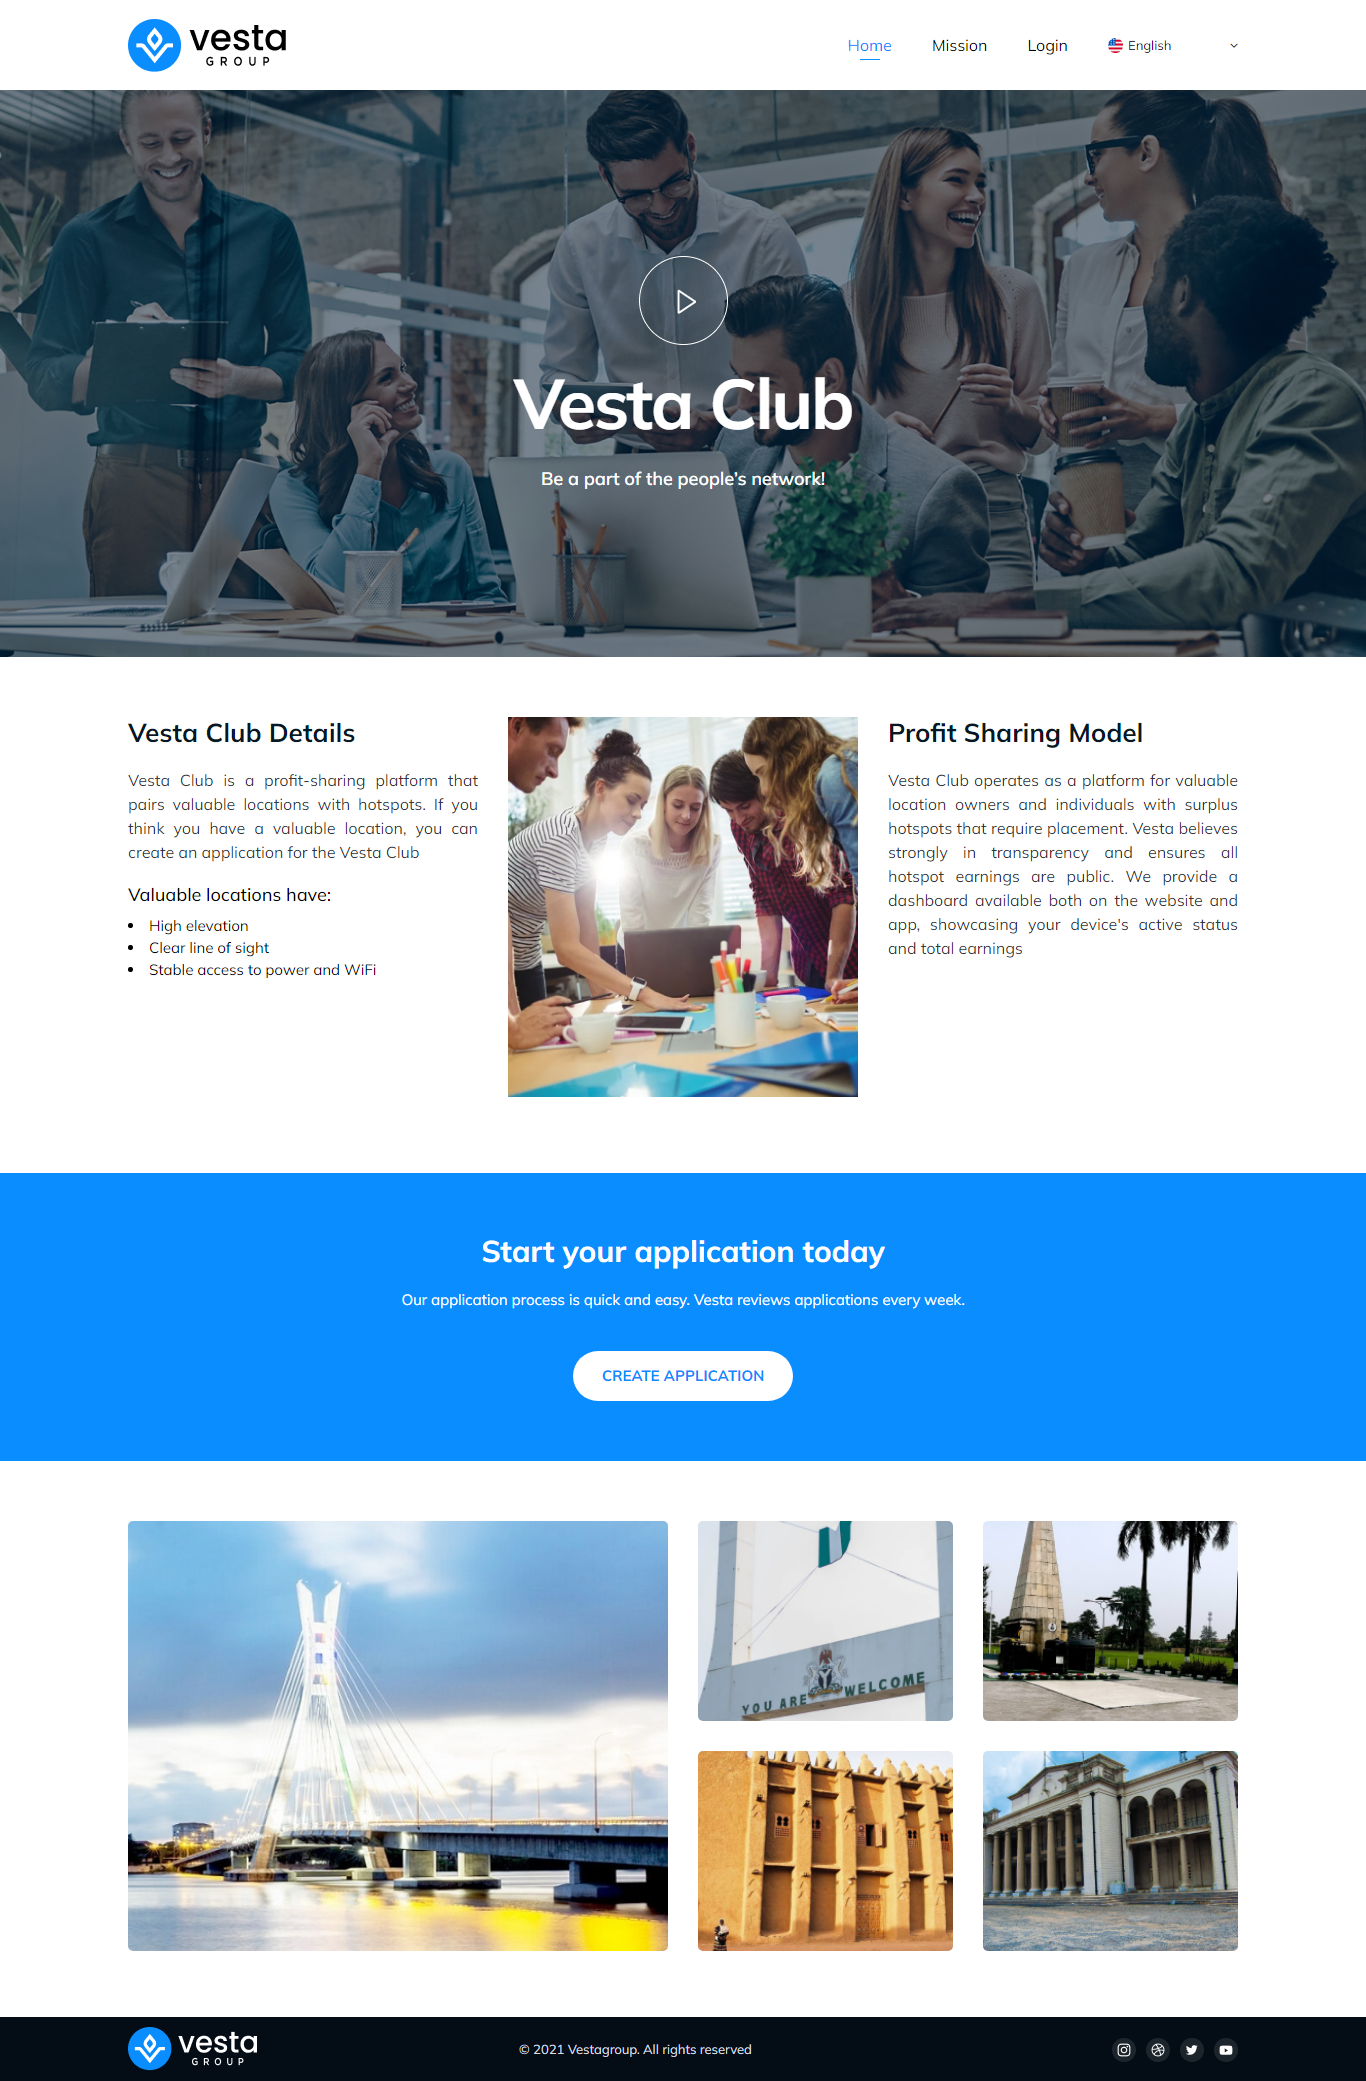 vesta
GROUP
Home
Mission
Login
English
Vesta Club
Be a part of the people's network!
Vesta Club Details
Vesta Club is a profit-sharing platform that
pairs valuable locations with hotspots. If you
think you have a valuable location, you can
create an application for the Vesta Club
Valuable locations have:
• High elevation
• Clear line of sight
• Stable access to power and WiFi
Profit Sharing Model
Vesta Club operates as a platform for valuable
location owners and individuals with surplus
hotspots that require placement. Vesta believes
strongly in transparency and ensures all
hotspot earnings are public. We provide a
dashboard available both on the website and
app, showcasing your device's active status
and total earnings
Start your application today
Our application process is quick and easy. Vesta reviews applications every week.
CREATE APPLICATION
YOU ARE WELCOME
vesta
GROUP
© 2021 Vestagroup. All rights reserved